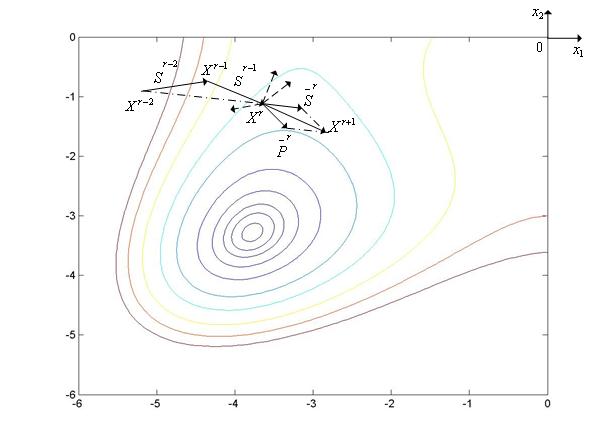 x₂
0
x₁
0
S^{r-2}
X^{r-1}
S^{r-1}
-1
X^{r-2}
X^r
S̄^r
X^{r+1}
P̄^r
-2
-3
-4
-5
-6
-6 -5 -4 -3 -2 -1 0